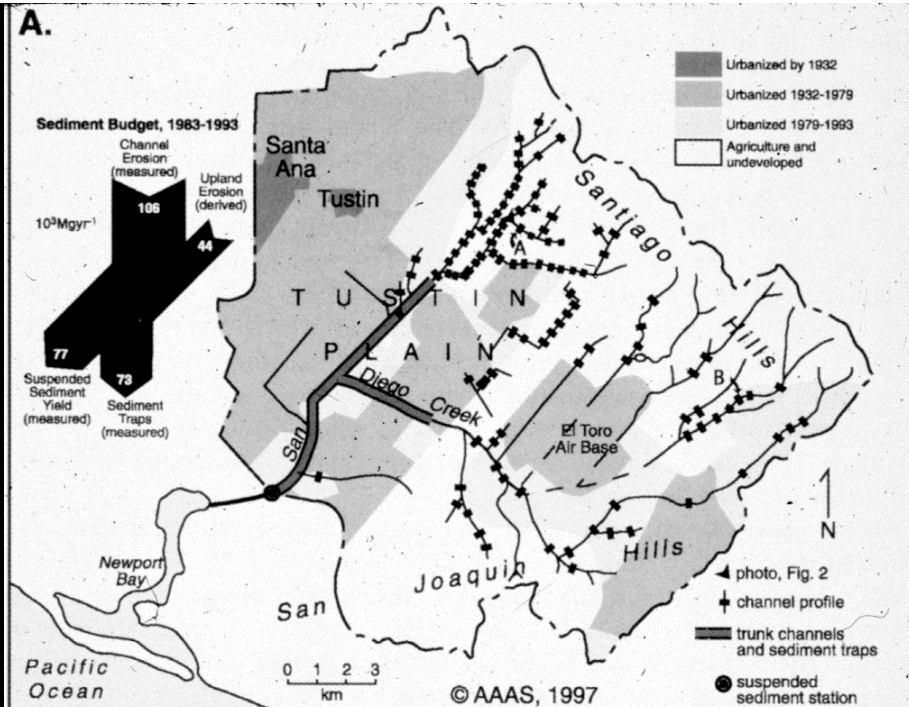 A.
Urbanized by 1932
Urbanized 1932-1979
Urbanized 1979-1993
Agriculture and
undeveloped
Sediment Budget, 1983-1993
Channel
Erosion
(measured)
Upland
Erosion
(derived)
106
10³Mgyr⁻¹
44
77
Suspended
Sediment
Yield
(measured)
73
Sediment
Traps
(measured)
Santa
Ana
Tustin
Santiago
Hills
A
TUSTIN
PLAIN
B
San
Diego
Creek
El Toro
Air Base
N
Newport
Bay
San
Joaquin
Hills
Pacific
Ocean
0 1 2 3
km
photo, Fig. 2
channel profile
trunk channels
and sediment traps
suspended
sediment station
© AAAS, 1997